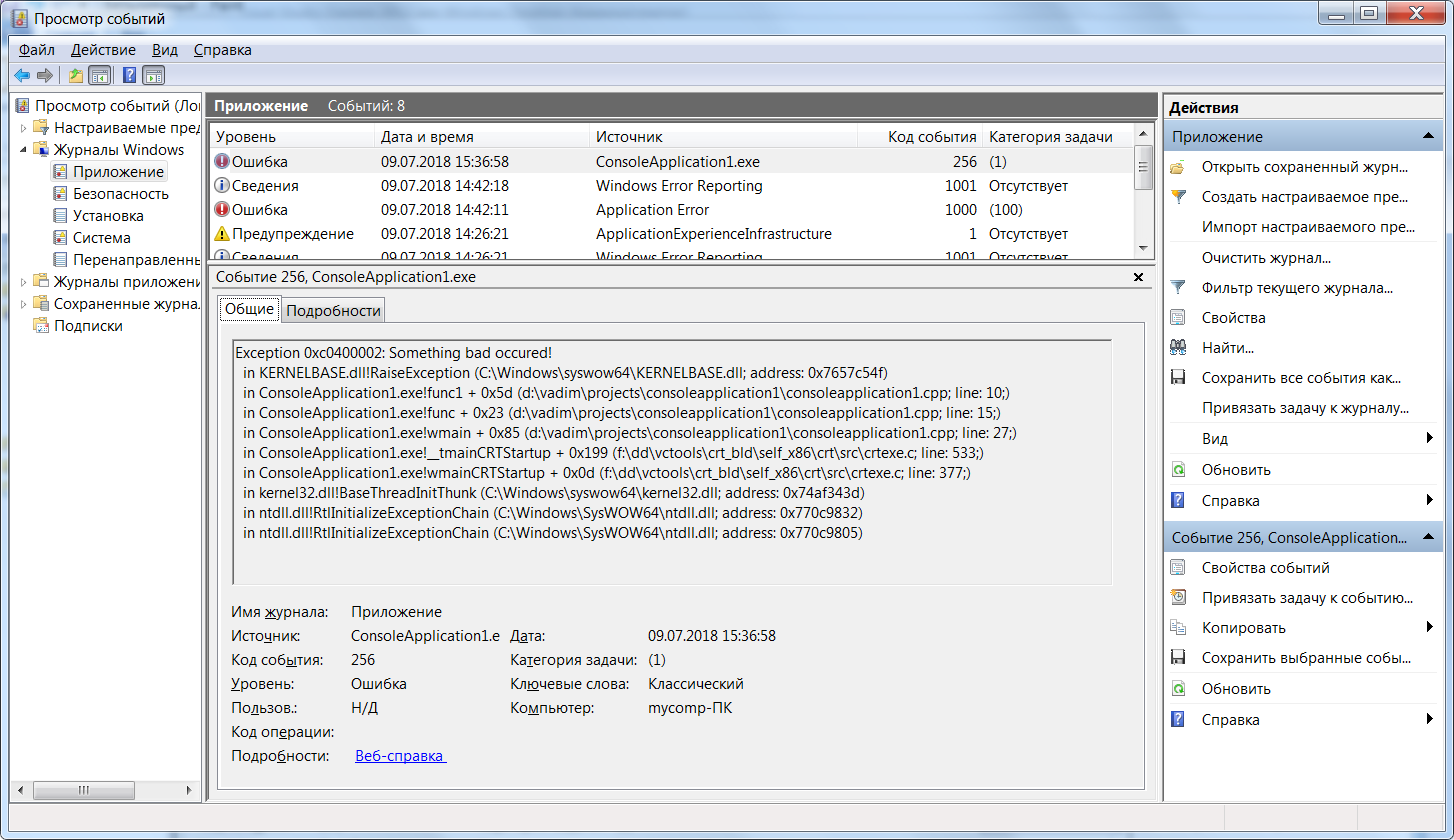 Просмотр событий
Файл Действие Вид Справка
Просмотр событий (Ло
Настраиваемые пред
Журналы Windows
Приложение
Безопасность
Установка
Система
Перенаправленнь
Журналы приложени
Сохраненные журна.
Подписки
Приложение Событий: 8
Уровень Дата и время Источник Код события Категория задачи
Ошибка 09.07.2018 15:36:58 ConsoleApplication1.exe 256 (1)
Сведения 09.07.2018 14:42:18 Windows Error Reporting 1001 Отсутствует
Ошибка 09.07.2018 14:42:11 Application Error 1000 (100)
Предупреждение 09.07.2018 14:26:21 ApplicationExperienceInfrastructure 1 Отсутствует
Сведения 09.07.2018 14:26:21 Windows Error Reporting 1001 Отсутствует
Событие 256, ConsoleApplication1.exe
Общие Подробности
Exception 0xc0400002: Something bad occured!
in KERNELBASE.dll!RaiseException (C:\Windows\syswow64\KERNELBASE.dll; address: 0x7657c54f)
in ConsoleApplication1.exe!func1 + 0x5d (d:\vadim\projects\consoleapplication1\consoleapplication1.cpp; line: 10;)
in ConsoleApplication1.exe!func + 0x23 (d:\vadim\projects\consoleapplication1\consoleapplication1.cpp; line: 15;)
in ConsoleApplication1.exe!wmain + 0x85 (d:\vadim\projects\consoleapplication1\consoleapplication1.cpp; line: 27;)
in ConsoleApplication1.exe!__tmainCRTStartup + 0x199 (f:\dd\vctools\crt_bld\self_x86\crt\src\crtexe.c; line: 533;)
in ConsoleApplication1.exe!wmainCRTStartup + 0x0d (f:\dd\vctools\crt_bld\self_x86\crt\src\crtexe.c; line: 377;)
in kernel32.dll!BaseThreadInitThunk (C:\Windows\syswow64\kernel32.dll; address: 0x74af343d)
in ntdll.dll!RtlInitializeExceptionChain (C:\Windows\SysWOW64\ntdll.dll; address: 0x770c9832)
in ntdll.dll!RtlInitializeExceptionChain (C:\Windows\SysWOW64\ntdll.dll; address: 0x770c9805)
Имя журнала: Приложение
Источник: ConsoleApplication1.e Дата: 09.07.2018 15:36:58
Код события: 256 Категория задачи: (1)
Уровень: Ошибка Ключевые слова: Классический
Пользов.: Н/Д Компьютер: mycomp-ПК
Код операции:
Подробности: Веб-справка
Действия
Приложение
Открыть сохраненный журн...
Создать настраиваемое пре...
Импорт настраиваемого пре...
Очистить журнал...
Фильтр текущего журнала...
Свойства
Найти...
Сохранить все события как...
Привязать задачу к журналу...
Вид
Обновить
Справка
Событие 256, ConsoleApplication...
Свойства событий
Привязать задачу к событию...
Копировать
Сохранить выбранные собы...
Обновить
Справка